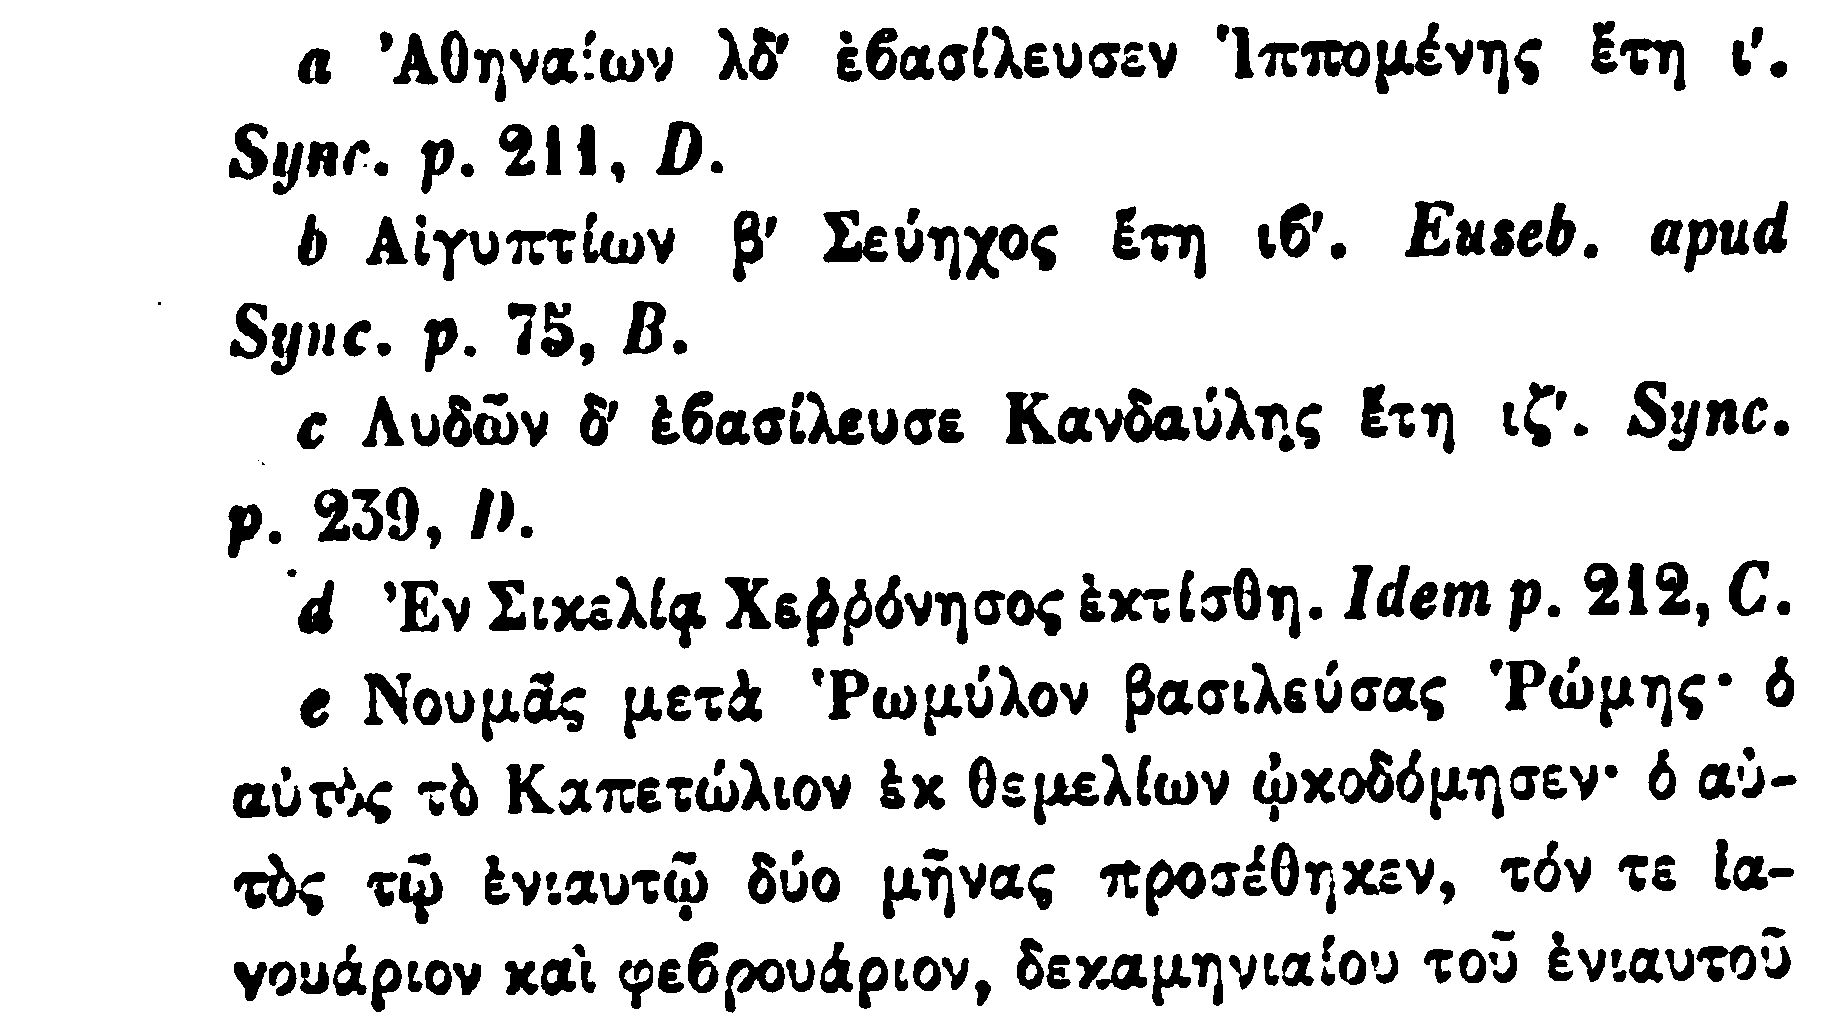 a Ἀθηναίων λδ' ἐϐασίλευσεν Ἱππομένης ἔτη ι'.
Sync. p. 211, D.
b Αἰγυπτίων β' Σεύηχος ἔτη ιϐ'. Euseb. apud
Sync. p. 75, B.
c Λυδῶν δ' ἐϐασίλευσε Κανδαύλης ἔτη ιζ'. Sync.
p. 239, D.
d Ἐν Σικελίᾳ Χεῤῥόνησος ἐκτίσθη. Idem p. 212, C.
e Νουμᾶς μετὰ Ῥωμύλον βασιλεύσας Ῥώμης· ὁ
αὐτὸς τὸ Καπετώλιον ἐκ θεμελίων ᾠκοδόμησεν· ὁ αὐ-
τὸς τῷ ἐνιαυτῷ δύο μῆνας προσέθηκεν, τόν τε ἰα-
νουάριον καὶ φεϐρουάριον, δεκαμηνιαίου τοῦ ἐνιαυτοῦ